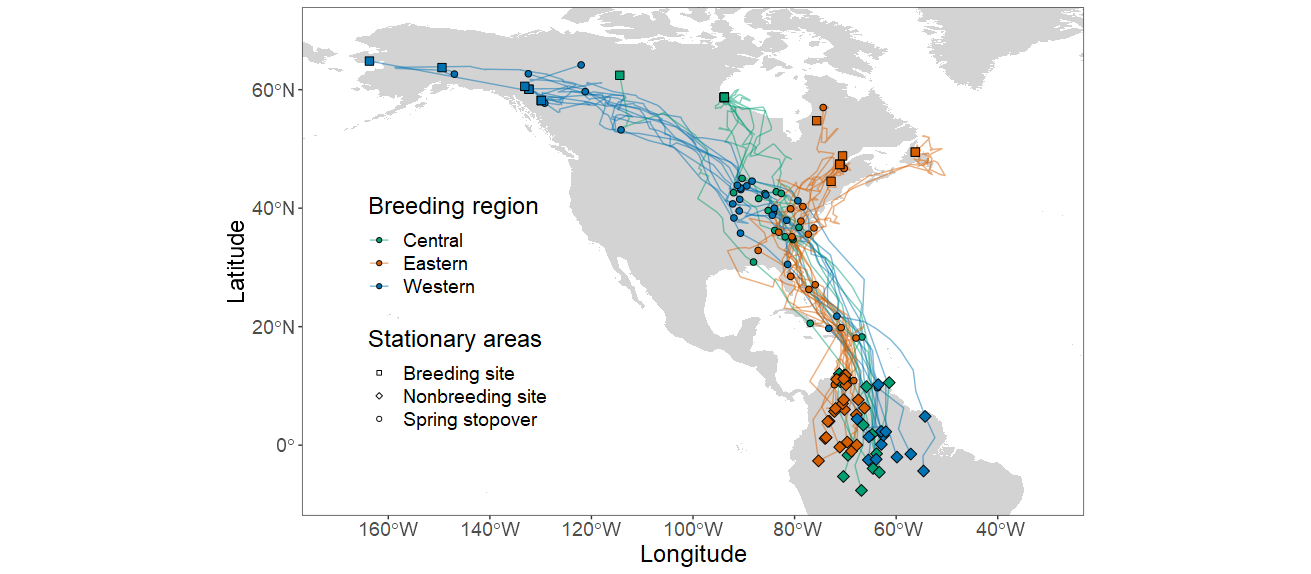 60°N
40°N
20°N
0°
Latitude
Breeding region
Central
Eastern
Western
Stationary areas
Breeding site
Nonbreeding site
Spring stopover
160°W 140°W 120°W 100°W 80°W 60°W 40°W
Longitude